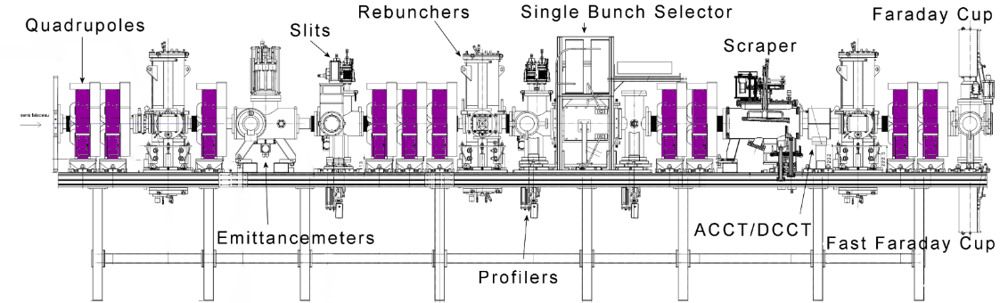 Quadrupoles
Slits
Rebunchers
Single Bunch Selector
Scraper
Faraday Cup
sens faisceau
Emittancemeters
Profilers
ACCT/DCCT
Fast Faraday Cup